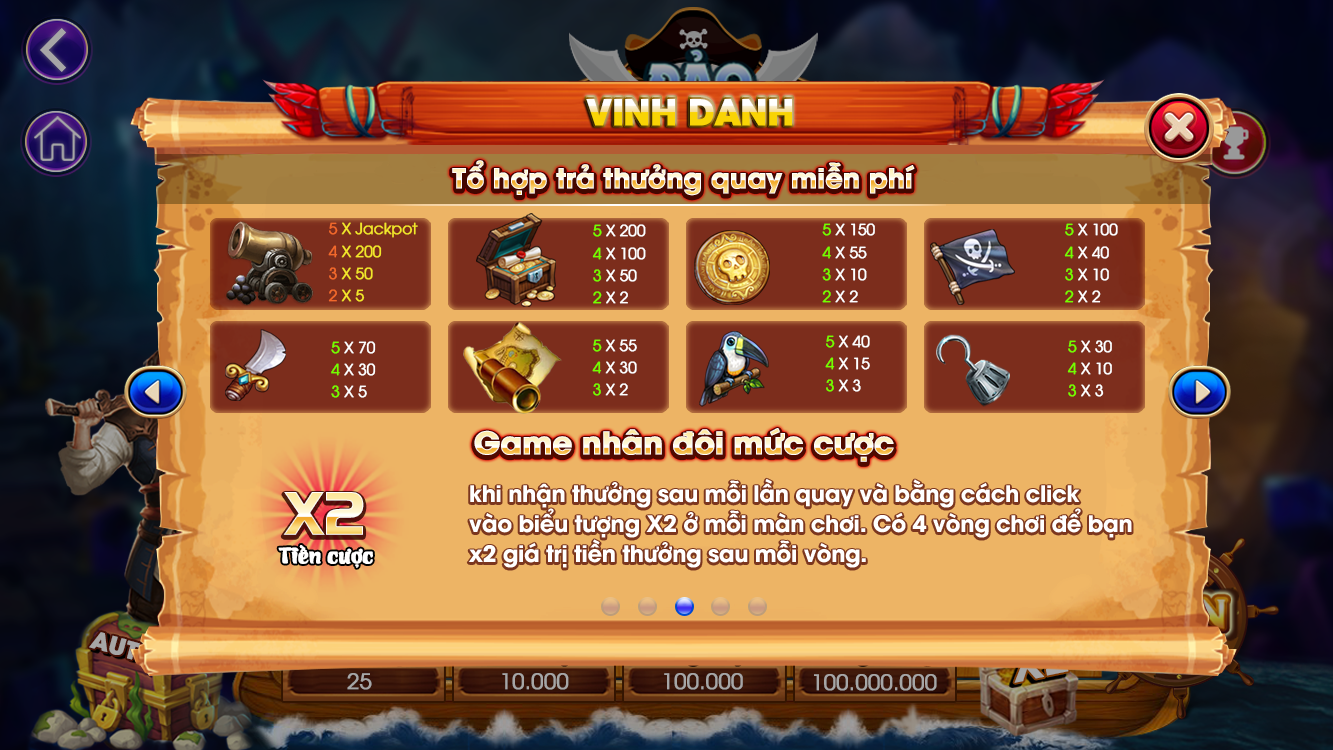 ĐẢO
VINH DANH
Tổ hợp trả thưởng quay miễn phí
5 X Jackpot
4 X 200
3 X 50
2 X 5
5 X 200
4 X 100
3 X 50
2 X 2
5 X 150
4 X 55
3 X 10
2 X 2
5 X 100
4 X 40
3 X 10
2 X 2
5 X 70
4 X 30
3 X 5
5 X 55
4 X 30
3 X 2
5 X 40
4 X 15
3 X 3
5 X 30
4 X 10
3 X 3
Game nhân đôi mức cược
X2
Tiền cược
khi nhận thưởng sau mỗi lần quay và bằng cách click
vào biểu tượng X2 ở mỗi màn chơi. Có 4 vòng chơi để bạn
x2 giá trị tiền thưởng sau mỗi vòng.
AUT
N
25
10.000
100.000
100.000.000
X2